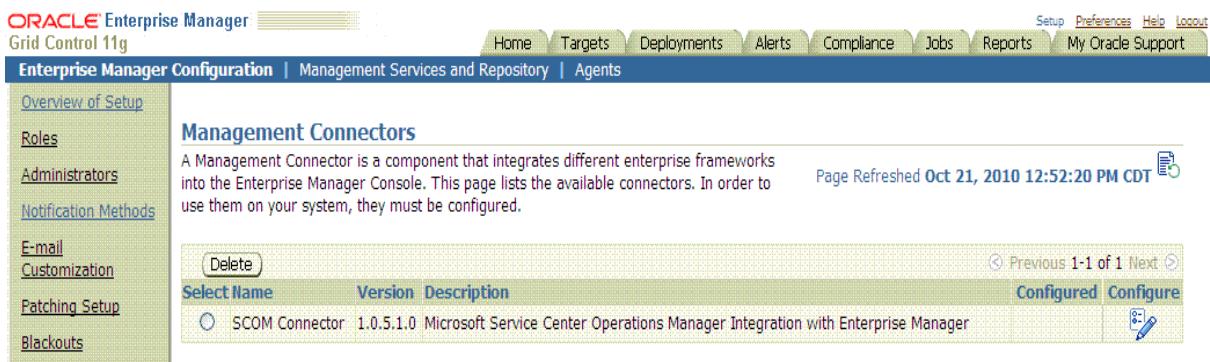 ORACLE Enterprise Manager
Grid Control 11g
Setup Preferences Help Logout
Home Targets Deployments Alerts Compliance Jobs Reports My Oracle Support
Enterprise Manager Configuration | Management Services and Repository | Agents
Overview of Setup
Roles
Administrators
Notification Methods
E-mail
Customization
Patching Setup
Blackouts
Management Connectors
A Management Connector is a component that integrates different enterprise frameworks
into the Enterprise Manager Console. This page lists the available connectors. In order to
use them on your system, they must be configured.
Page Refreshed Oct 21, 2010 12:52:20 PM CDT
Delete
Previous 1-1 of 1 Next
Select Name Version Description Configured Configure
SCOM Connector 1.0.5.1.0 Microsoft Service Center Operations Manager Integration with Enterprise Manager